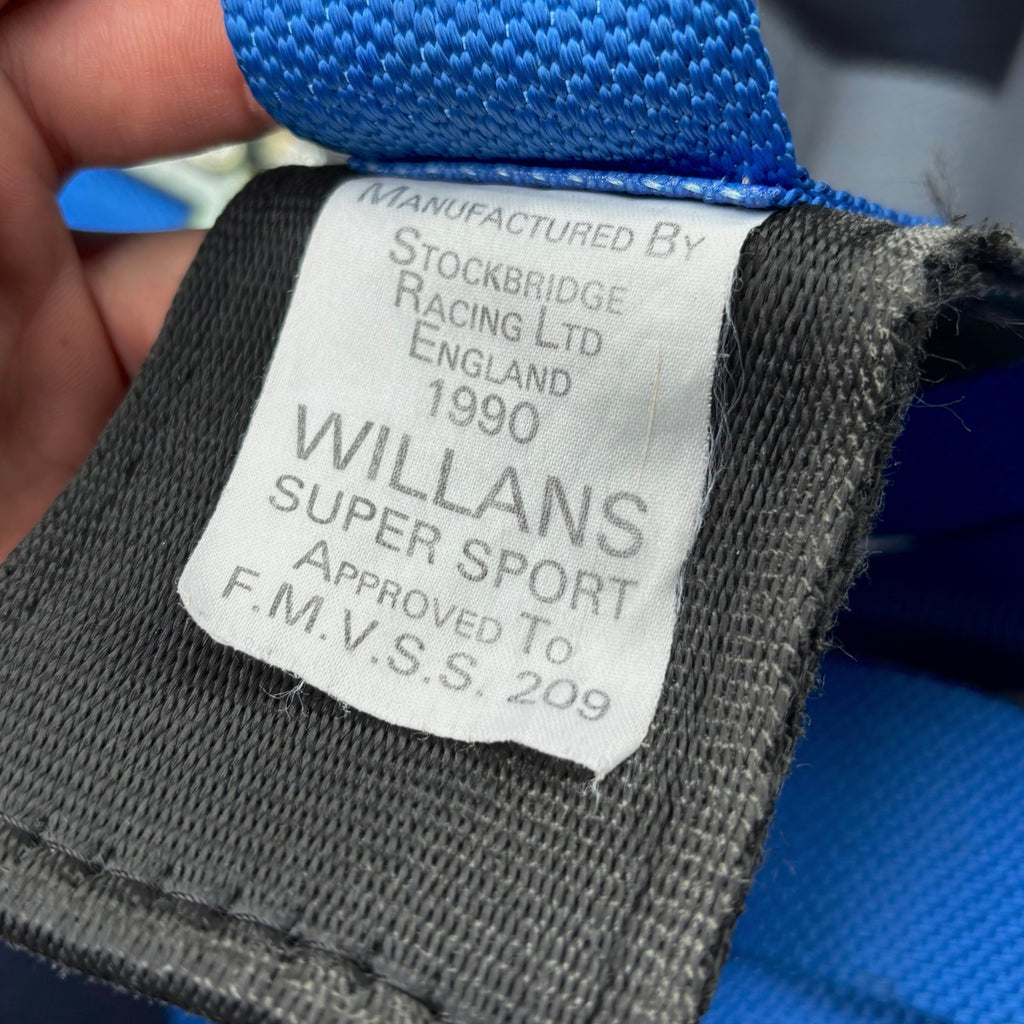 MANUFACTURED BY
STOCKBRIDGE
RACING LTD
ENGLAND
1990
WILLANS
SUPER SPORT
APPROVED TO
F.M.V.S.S. 209